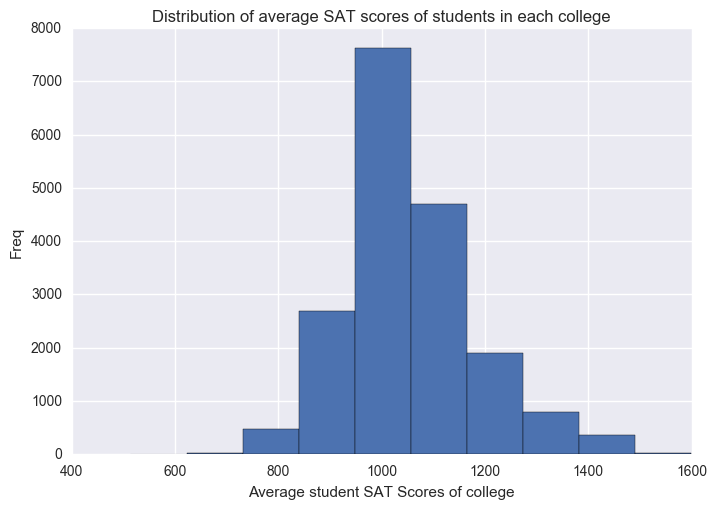 Distribution of average SAT scores of students in each college
8000
7000
6000
5000
4000
3000
2000
1000
0
Freq
400 600 800 1000 1200 1400 1600
Average student SAT Scores of college